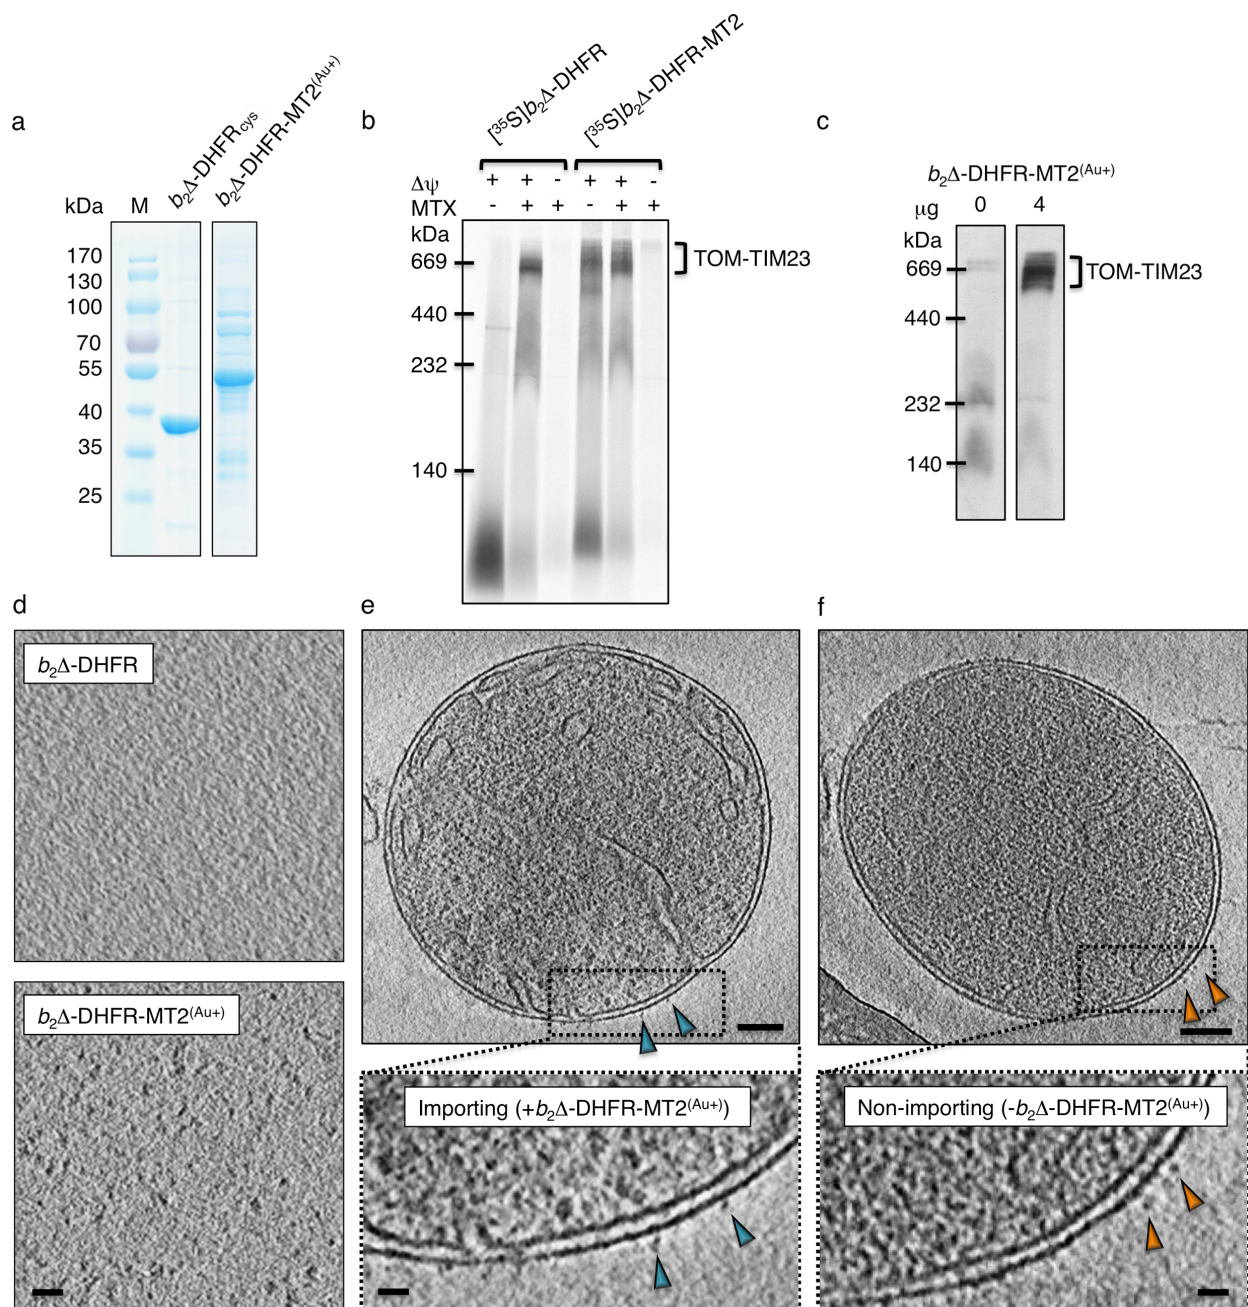 a
b₂Δ-DHFRcys
b₂Δ-DHFR-MT2(Au+)
kDa
M
170
130
100
70
55
40
35
25
b
[³⁵S]b₂Δ-DHFR
[³⁵S]b₂Δ-DHFR-MT2
Δψ + + - + + -
MTX - + + - + +
kDa
669
440
232
140
TOM-TIM23
c
b₂Δ-DHFR-MT2(Au+)
µg 0 4
kDa
669
440
232
140
TOM-TIM23
d
b₂Δ-DHFR
b₂Δ-DHFR-MT2(Au+)
e
Importing (+b₂Δ-DHFR-MT2(Au+))
f
Non-importing (-b₂Δ-DHFR-MT2(Au+))